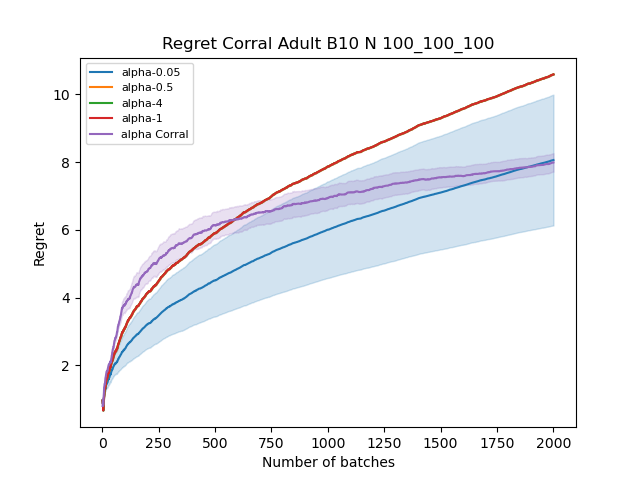 Regret Corral Adult B10 N 100_100_100
alpha-0.05
alpha-0.5
alpha-4
alpha-1
alpha Corral
Regret
10
8
6
4
2
0 250 500 750 1000 1250 1500 1750 2000
Number of batches